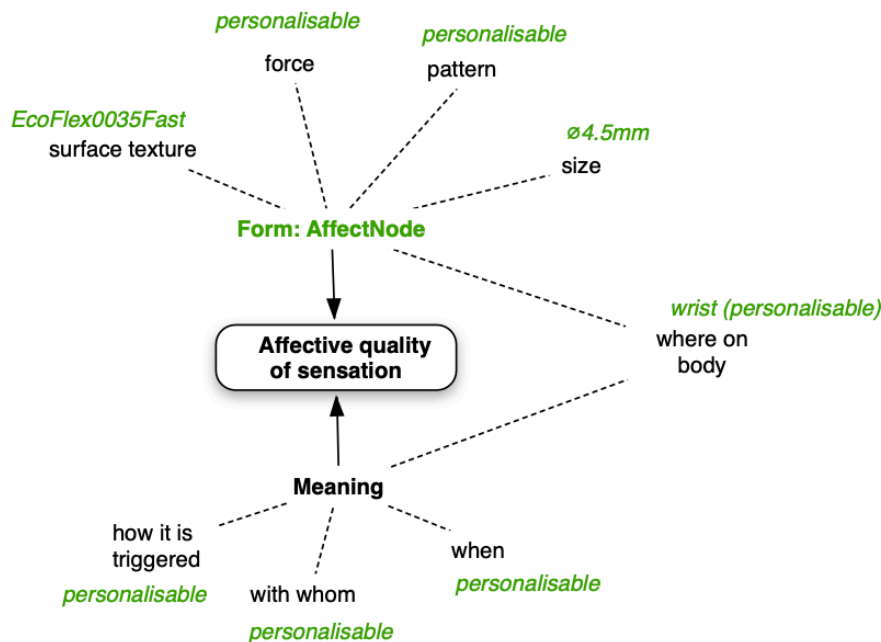 personalisable
force
personalisable
pattern
EcoFlex0035Fast
surface texture
⌀4.5mm
size
Form: AffectNode
wrist (personalisable)
where on
body
Affective quality
of sensation
Meaning
how it is
triggered
personalisable
with whom
personalisable
when
personalisable